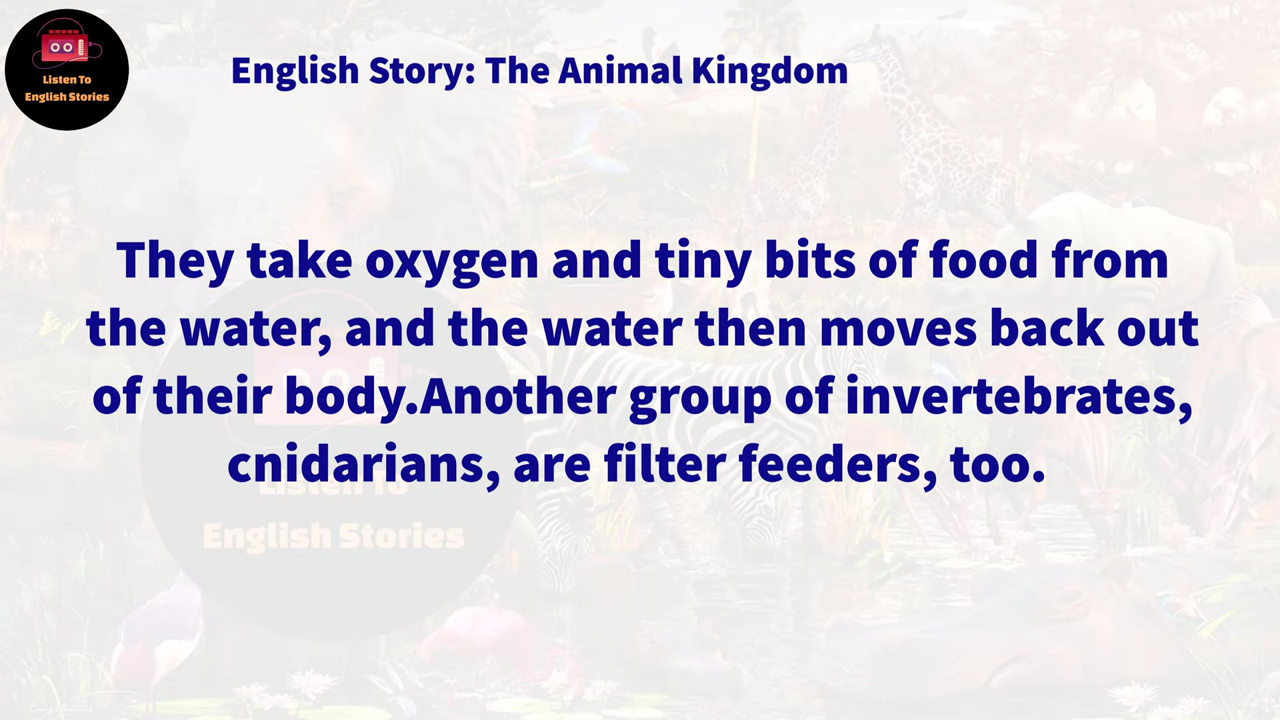 Listen To
English Stories
English Story: The Animal Kingdom
They take oxygen and tiny bits of food from
the water, and the water then moves back out
of their body.Another group of invertebrates,
cnidarians, are filter feeders, too.
Listen To
English Stories